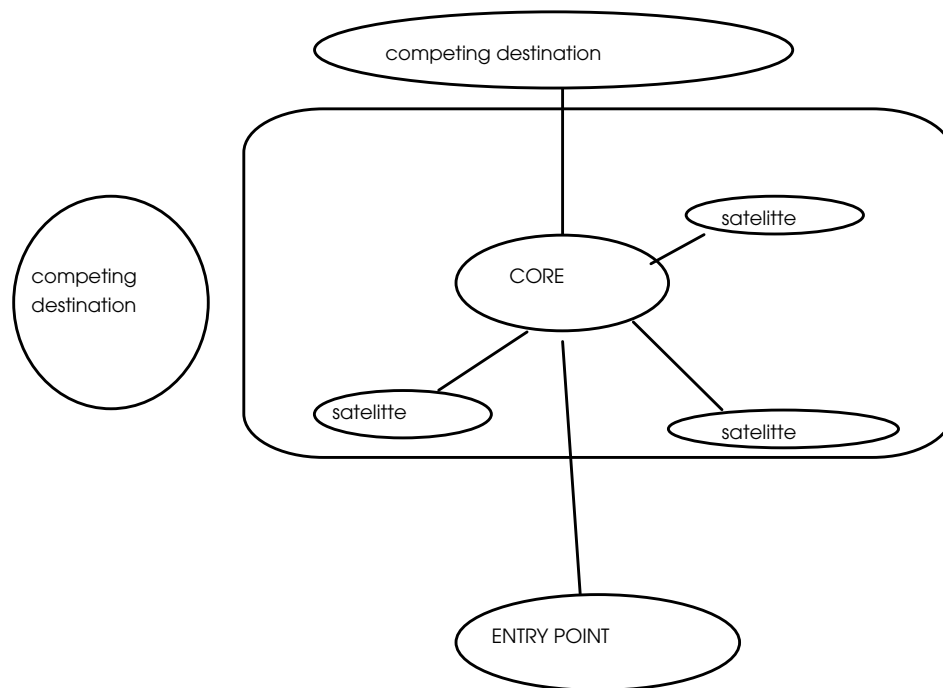 competing destination
satelitte
CORE
competing
destination
satelitte
satelitte
ENTRY POINT